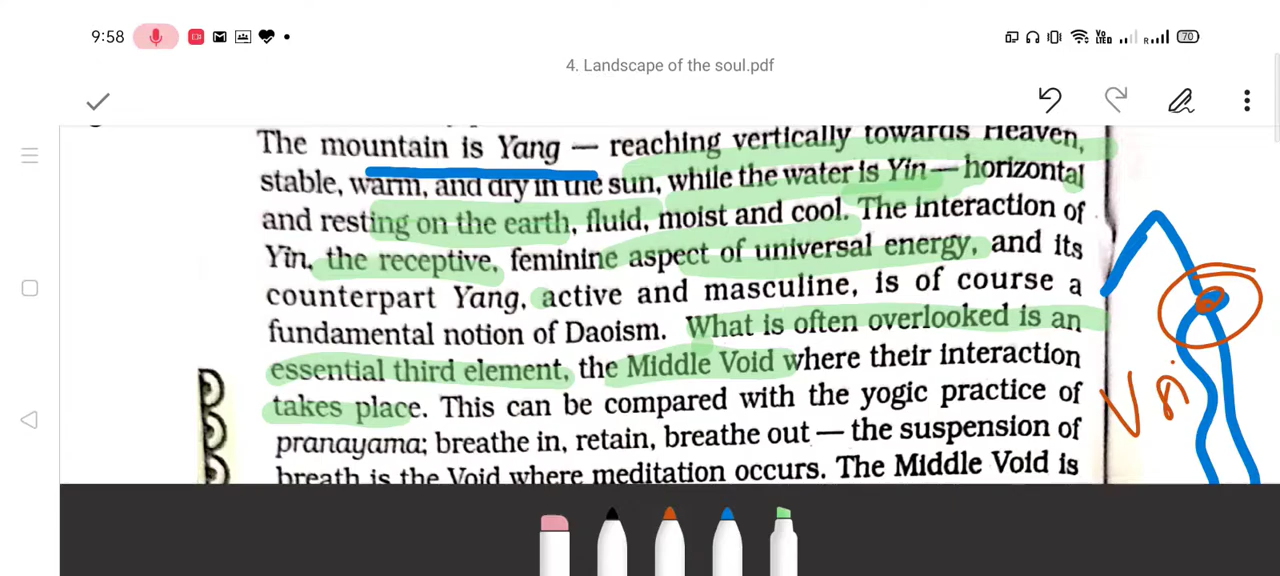 9:58
Vo LTED R 70
4. Landscape of the soul.pdf
The mountain is Yang — reaching vertically towards Heaven,
stable, warm, and dry in the sun, while the water is Yin — horizontal
and resting on the earth, fluid, moist and cool. The interaction of
Yin, the receptive, feminine aspect of universal energy, and its
counterpart Yang, active and masculine, is of course a
fundamental notion of Daoism. What is often overlooked is an
essential third element, the Middle Void where their interaction
takes place. This can be compared with the yogic practice of
pranayama; breathe in, retain, breathe out — the suspension of
breath is the Void where meditation occurs. The Middle Void is